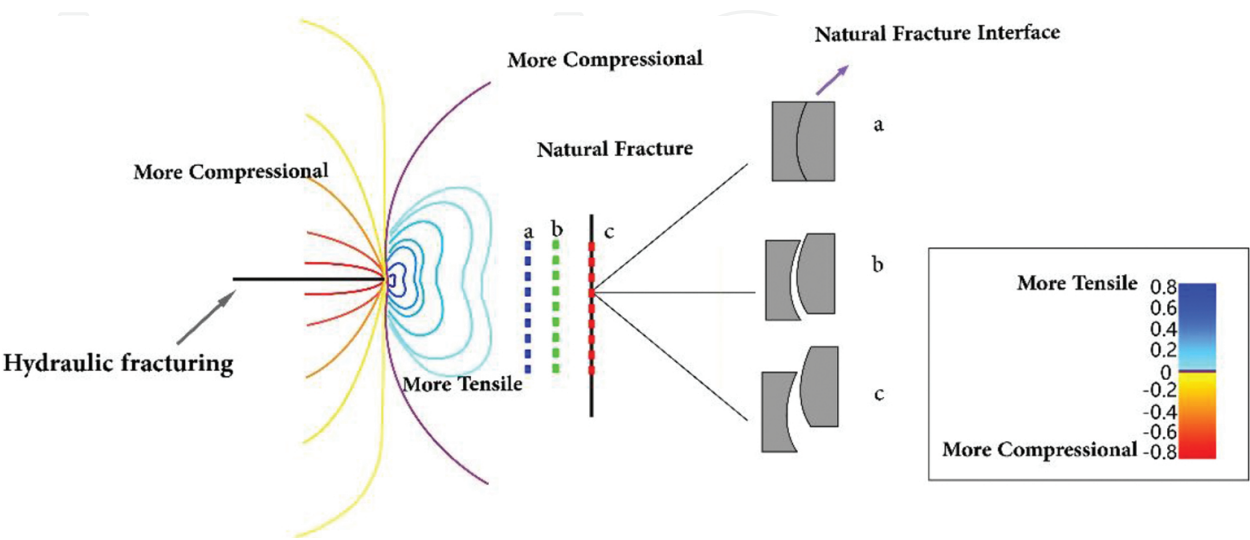 Natural Fracture Interface
More Compressional
a
Natural Fracture
More Compressional
a b c
b
More Tensile 0.8
0.6
0.4
0.2
0
-0.2
-0.4
-0.6
More Compressional -0.8
Hydraulic fracturing
More Tensile
c